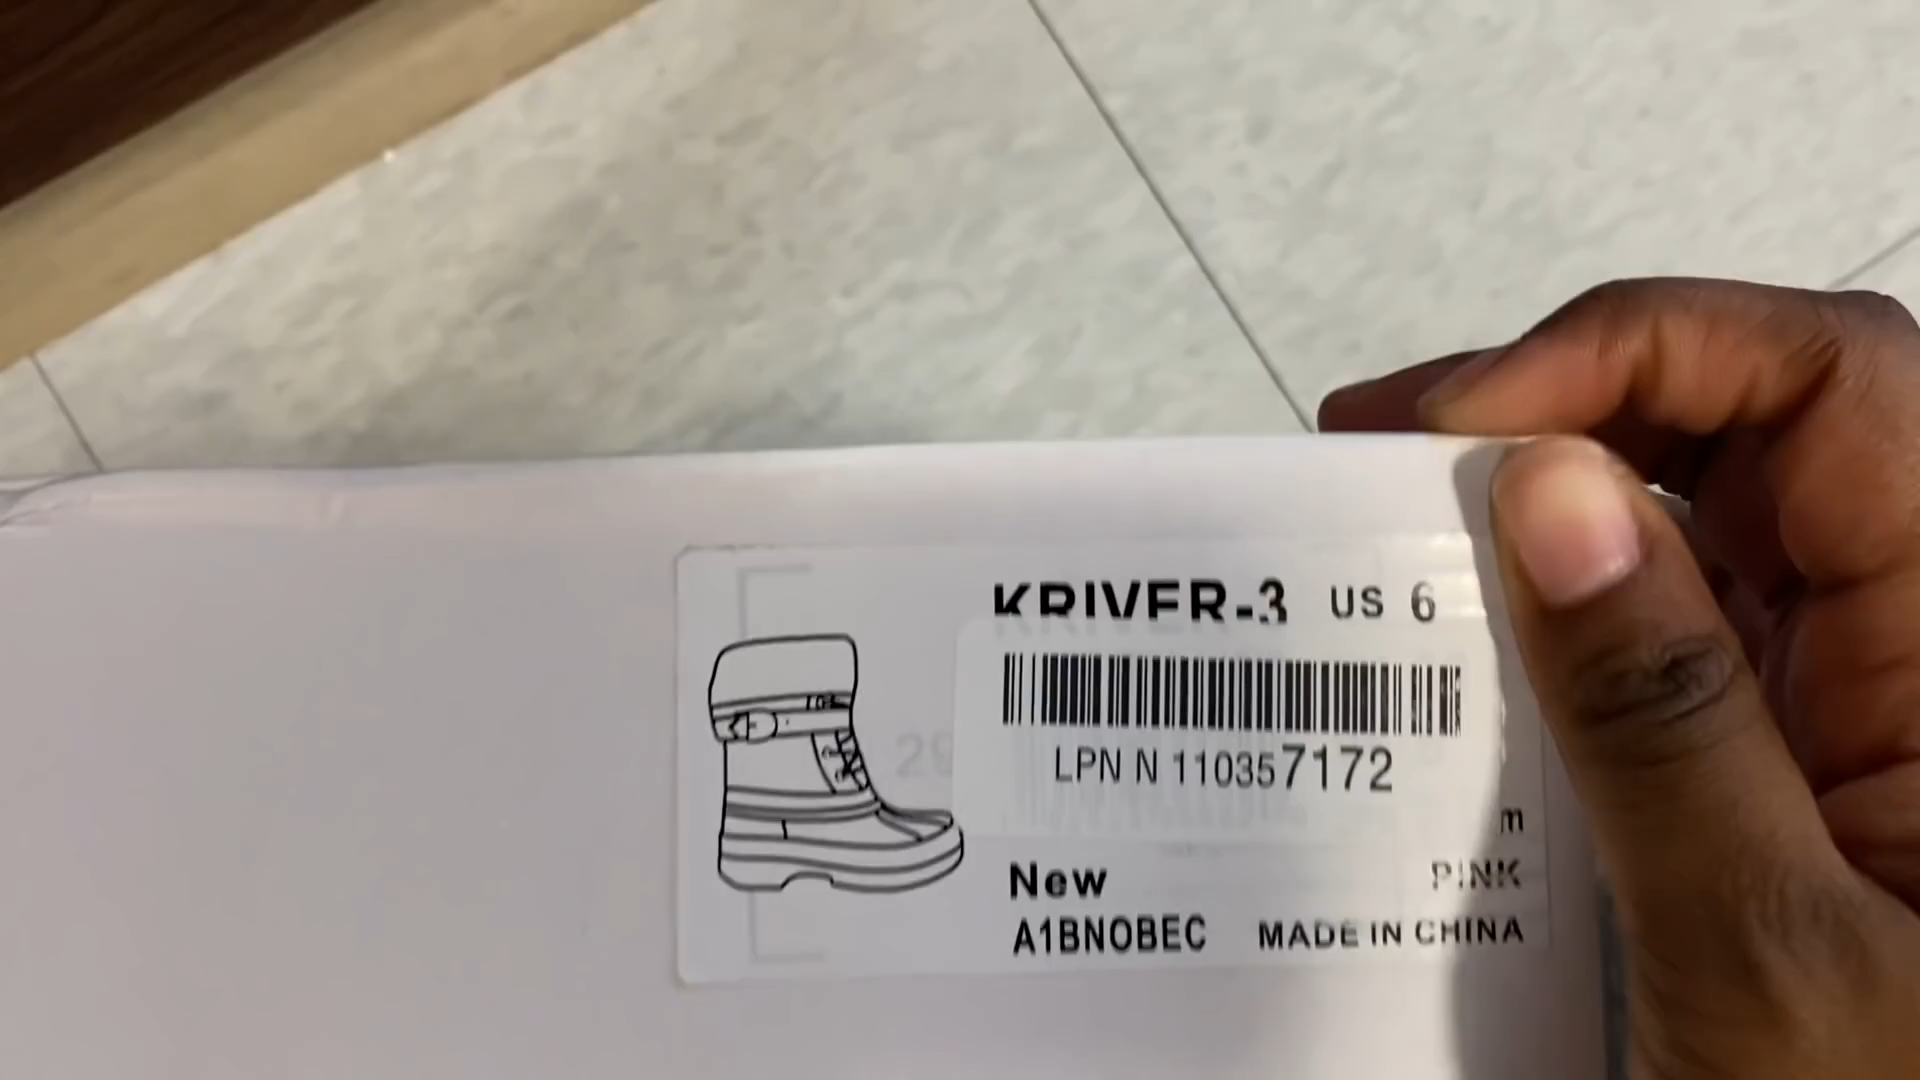 KRIVER-3 US 6
LPN N 110357172
m
New PINK
A1BNOBEC MADE IN CHINA